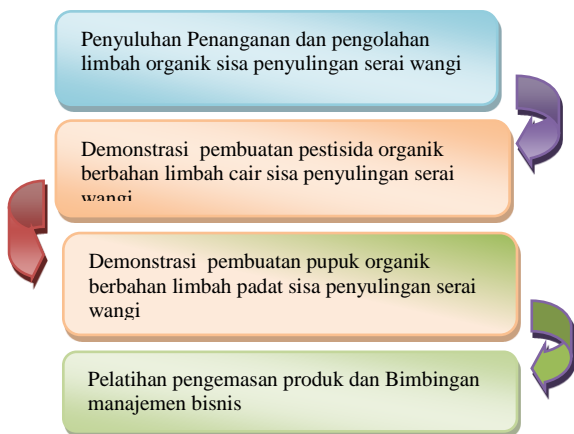 Penyuluhan Penanganan dan pengolahan
limbah organik sisa penyulingan serai wangi
Demonstrasi pembuatan pestisida organik
berbahan limbah cair sisa penyulingan serai
wangi
Demonstrasi pembuatan pupuk organik
berbahan limbah padat sisa penyulingan serai
wangi
Pelatihan pengemasan produk dan Bimbingan
manajemen bisnis